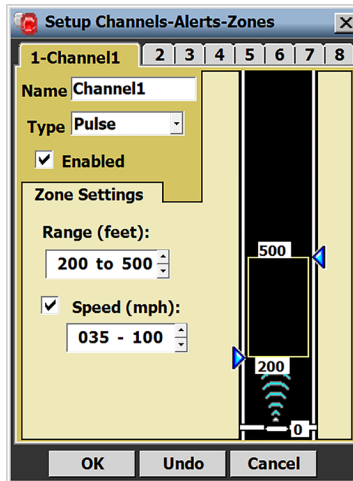 Setup Channels-Alerts-Zones
1-Channel1 2 3 4 5 6 7 8
Name Channel1
Type Pulse
Enabled
Zone Settings
Range (feet):
200 to 500
Speed (mph):
035 - 100
500
200
0
OK Undo Cancel